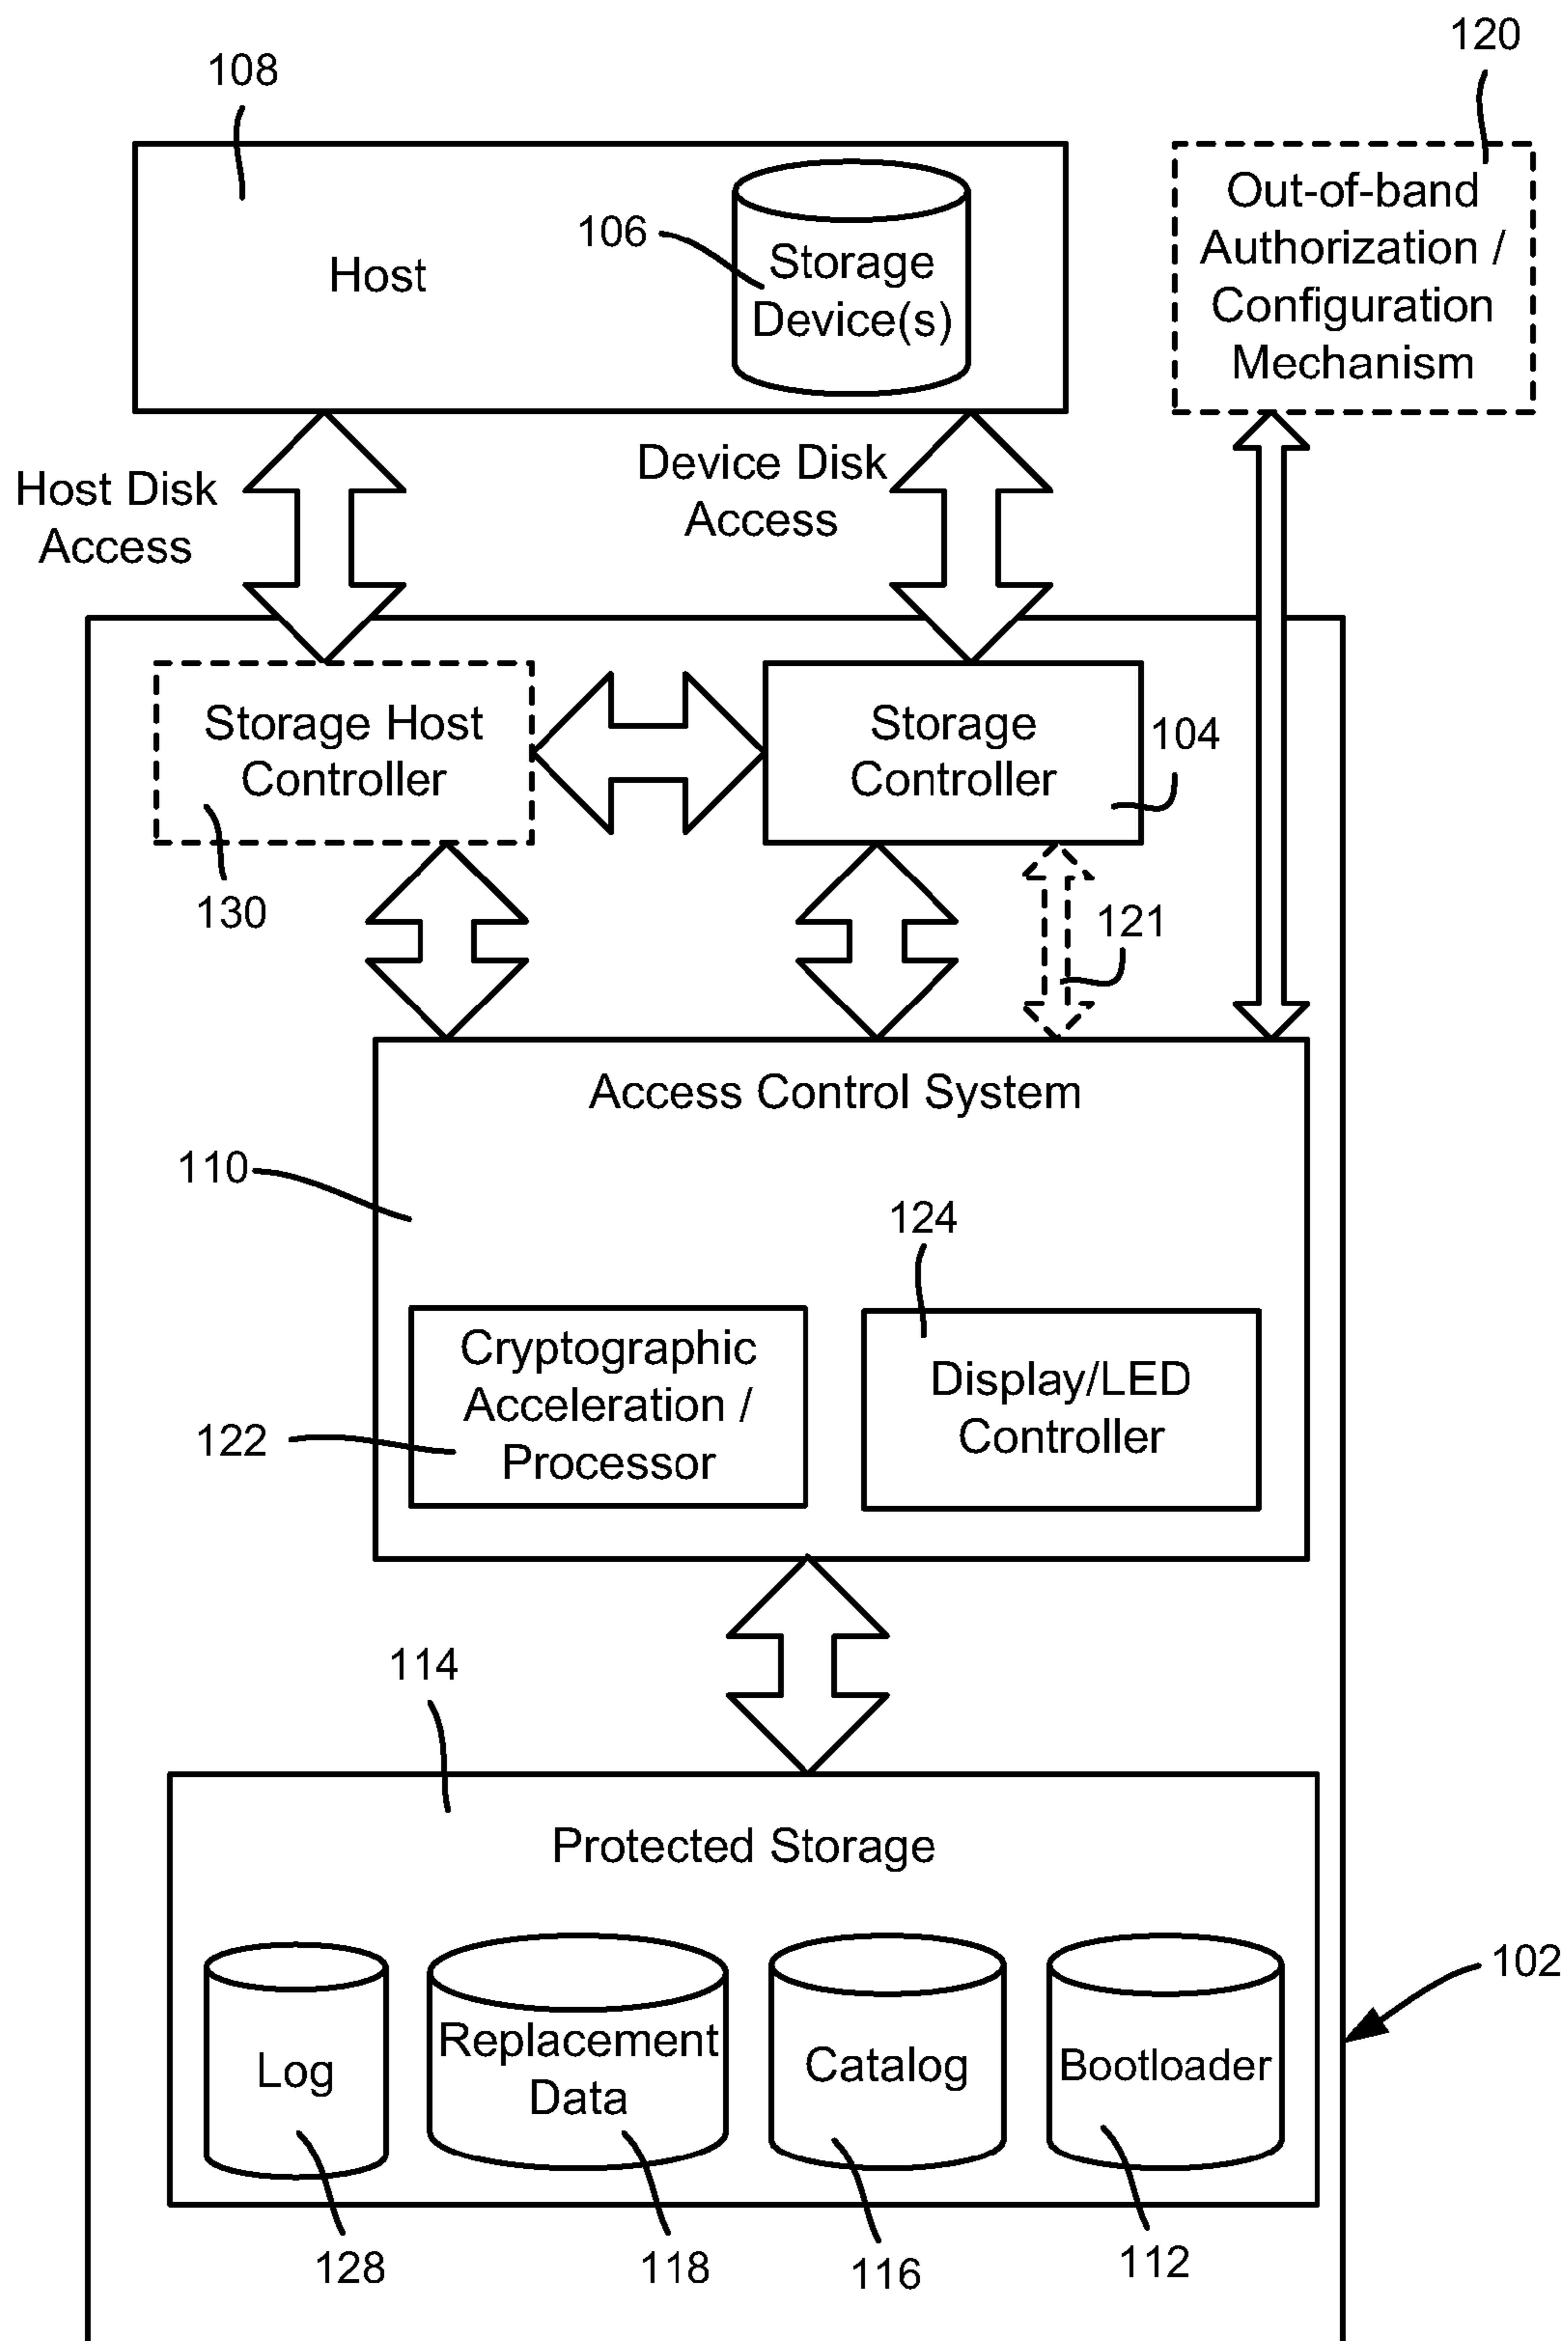 120
108
Out-of-band
Authorization /
Configuration
Mechanism
106
Host
Storage
Device(s)
Host Disk
Access
Device Disk
Access
Storage Host
Controller
Storage
Controller
104
130
121
Access Control System
110
124
Cryptographic
Acceleration /
Processor
122
Display/LED
Controller
114
Protected Storage
102
Log
Replacement
Data
Catalog
Bootloader
128
118
116
112